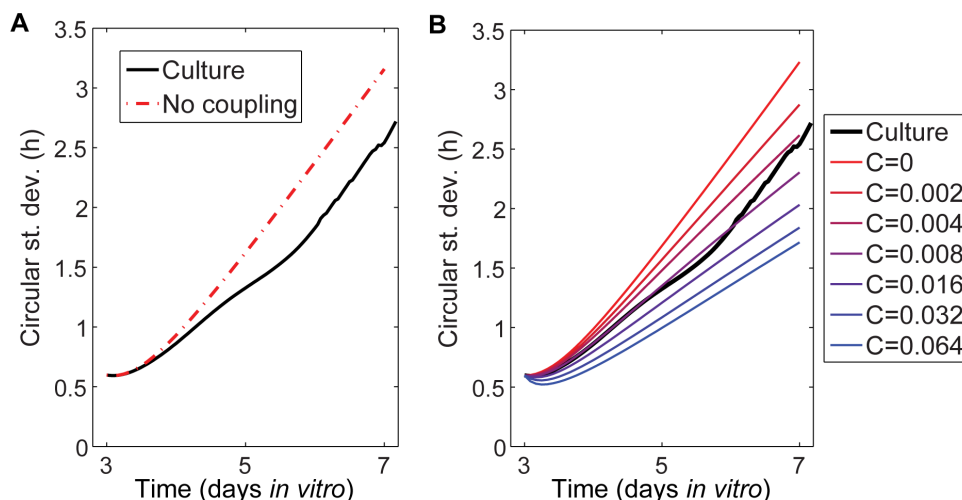 A
Circular st. dev. (h)
3.5
3
2.5
2
1.5
1
0.5
0
3
5
7
Time (days in vitro)
Culture
No coupling
B
Circular st. dev. (h)
3.5
3
2.5
2
1.5
1
0.5
0
3
5
7
Time (days in vitro)
Culture
C=0
C=0.002
C=0.004
C=0.008
C=0.016
C=0.032
C=0.064